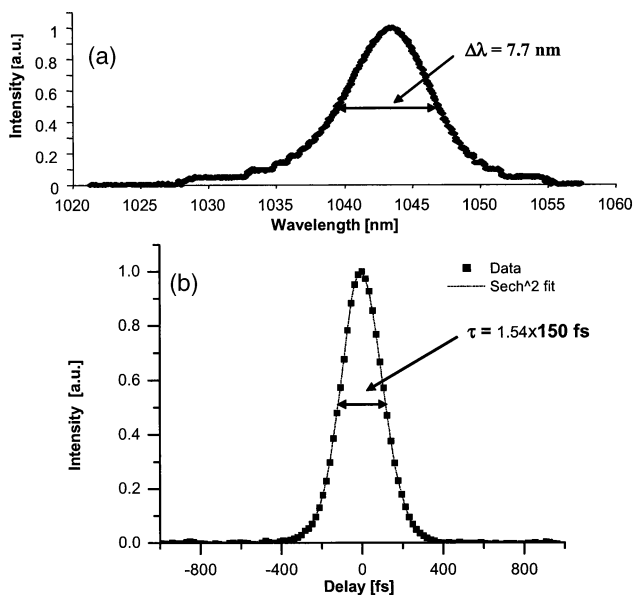 (a)
Δλ = 7.7 nm
Intensity [a.u.]
1
0.8
0.6
0.4
0.2
0
1020 1025 1030 1035 1040 1045 1050 1055 1060
Wavelength [nm]
(b)
Data
Sech^2 fit
τ = 1.54x150 fs
Intensity [a.u.]
1.0
0.8
0.6
0.4
0.2
0.0
-800 -400 0 400 800
Delay [fs]